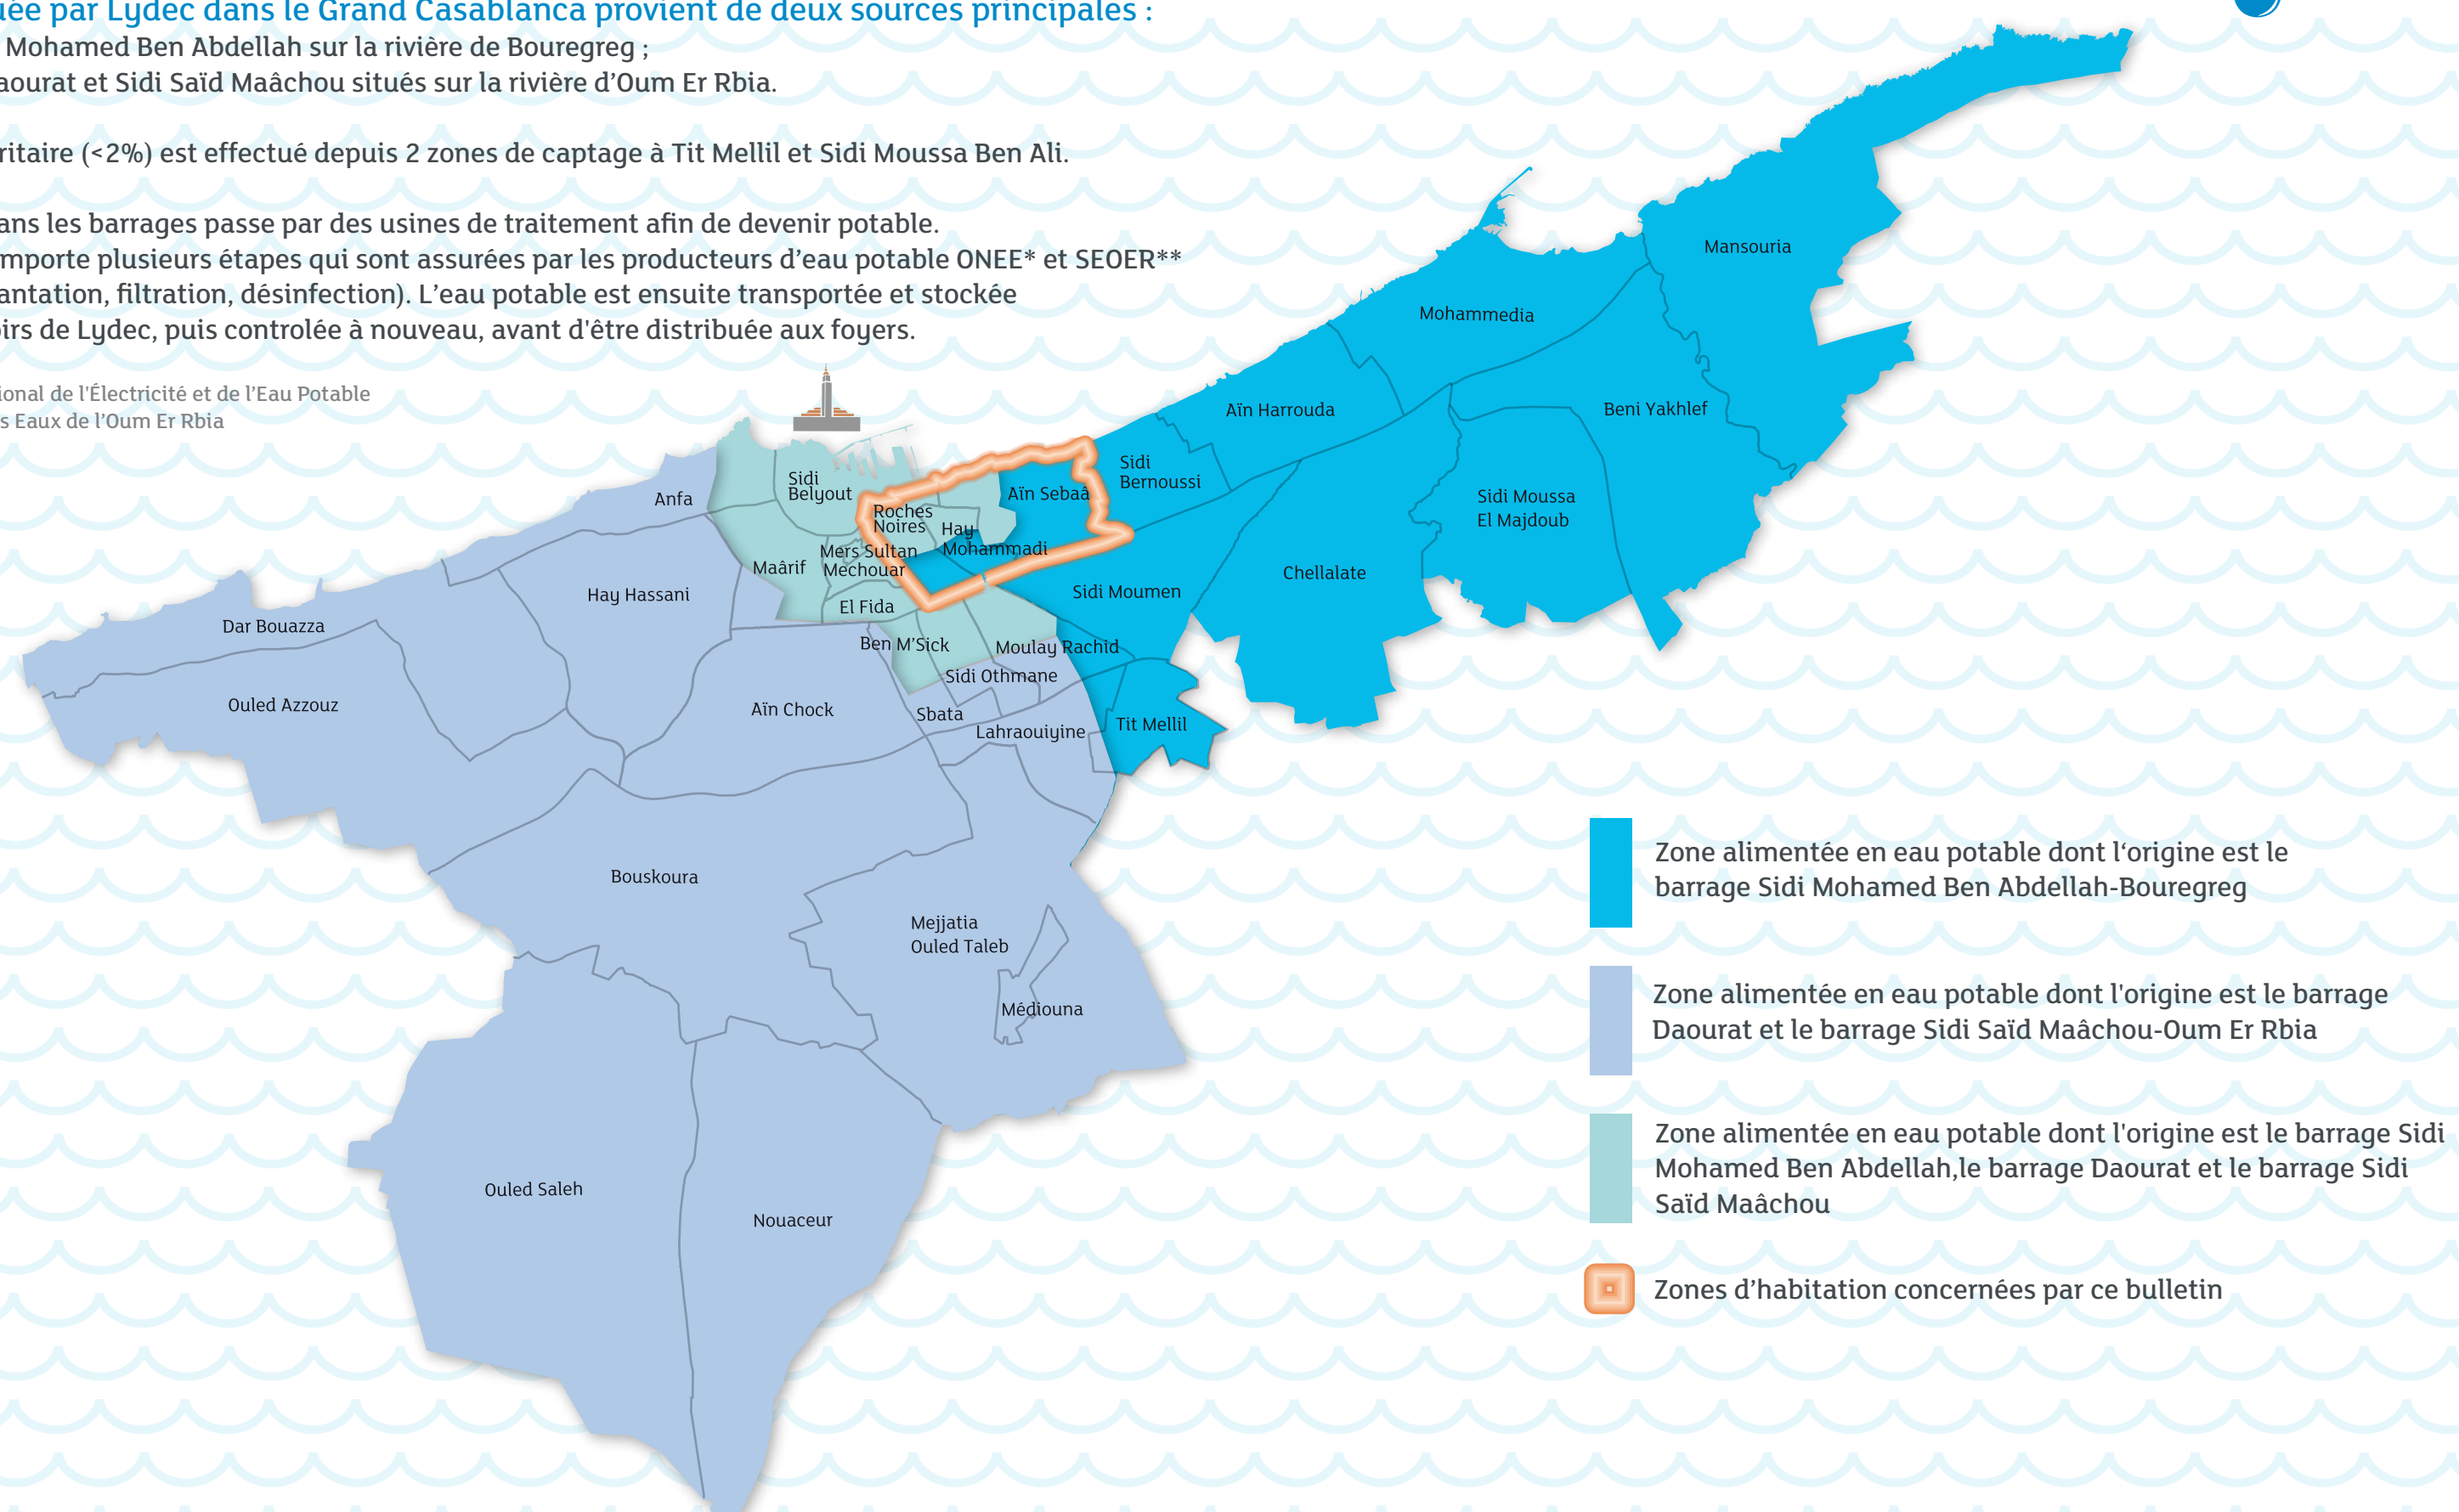 par Lydec dans le Grand Casablanca provient de deux sources principales :
Mohamed Ben Abdellah sur la rivière de Bouregreg ;
et Sidi Saïd Maâchou situés sur la rivière d’Oum Er Rbia.
(<2%) est effectué depuis 2 zones de captage à Tit Mellil et Sidi Moussa Ben Ali.
les barrages passe par des usines de traitement afin de devenir potable.
plusieurs étapes qui sont assurées par les producteurs d’eau potable ONEE* et SEOER**
filtration, désinfection). L’eau potable est ensuite transportée et stockée
de Lydec, puis controlée à nouveau, avant d'être distribuée aux foyers.
de l'Électricité et de l’Eau Potable
Eaux de l’Oum Er Rbia
Mansouria
Mohammedia
Aïn Harrouda
Beni Yakhlef
Sidi
Bernoussi
Sidi
Belyout
Anfa
Aïn Sebaâ
Sidi Moussa
El Majdoub
Roches
Noires
Hay
Mohammadi
Mers Sultan
Mechouar
Maârif
Chellalate
Hay Hassani
Sidi Moumen
El Fida
Dar Bouazza
Ben M’Sick
Moulay Rachid
Sidi Othmane
Ouled Azzouz
Aïn Chock
Sbata
Tit Mellil
Lahraouiyine
Bouskoura
Mejjatia
Ouled Taleb
Médiouna
Ouled Saleh
Nouaceur
Zone alimentée en eau potable dont l‘origine est le
barrage Sidi Mohamed Ben Abdellah-Bouregreg
Zone alimentée en eau potable dont l'origine est le barrage
Daourat et le barrage Sidi Saïd Maâchou-Oum Er Rbia
Zone alimentée en eau potable dont l'origine est le barrage Sidi
Mohamed Ben Abdellah,le barrage Daourat et le barrage Sidi
Saïd Maâchou
Zones d’habitation concernées par ce bulletin